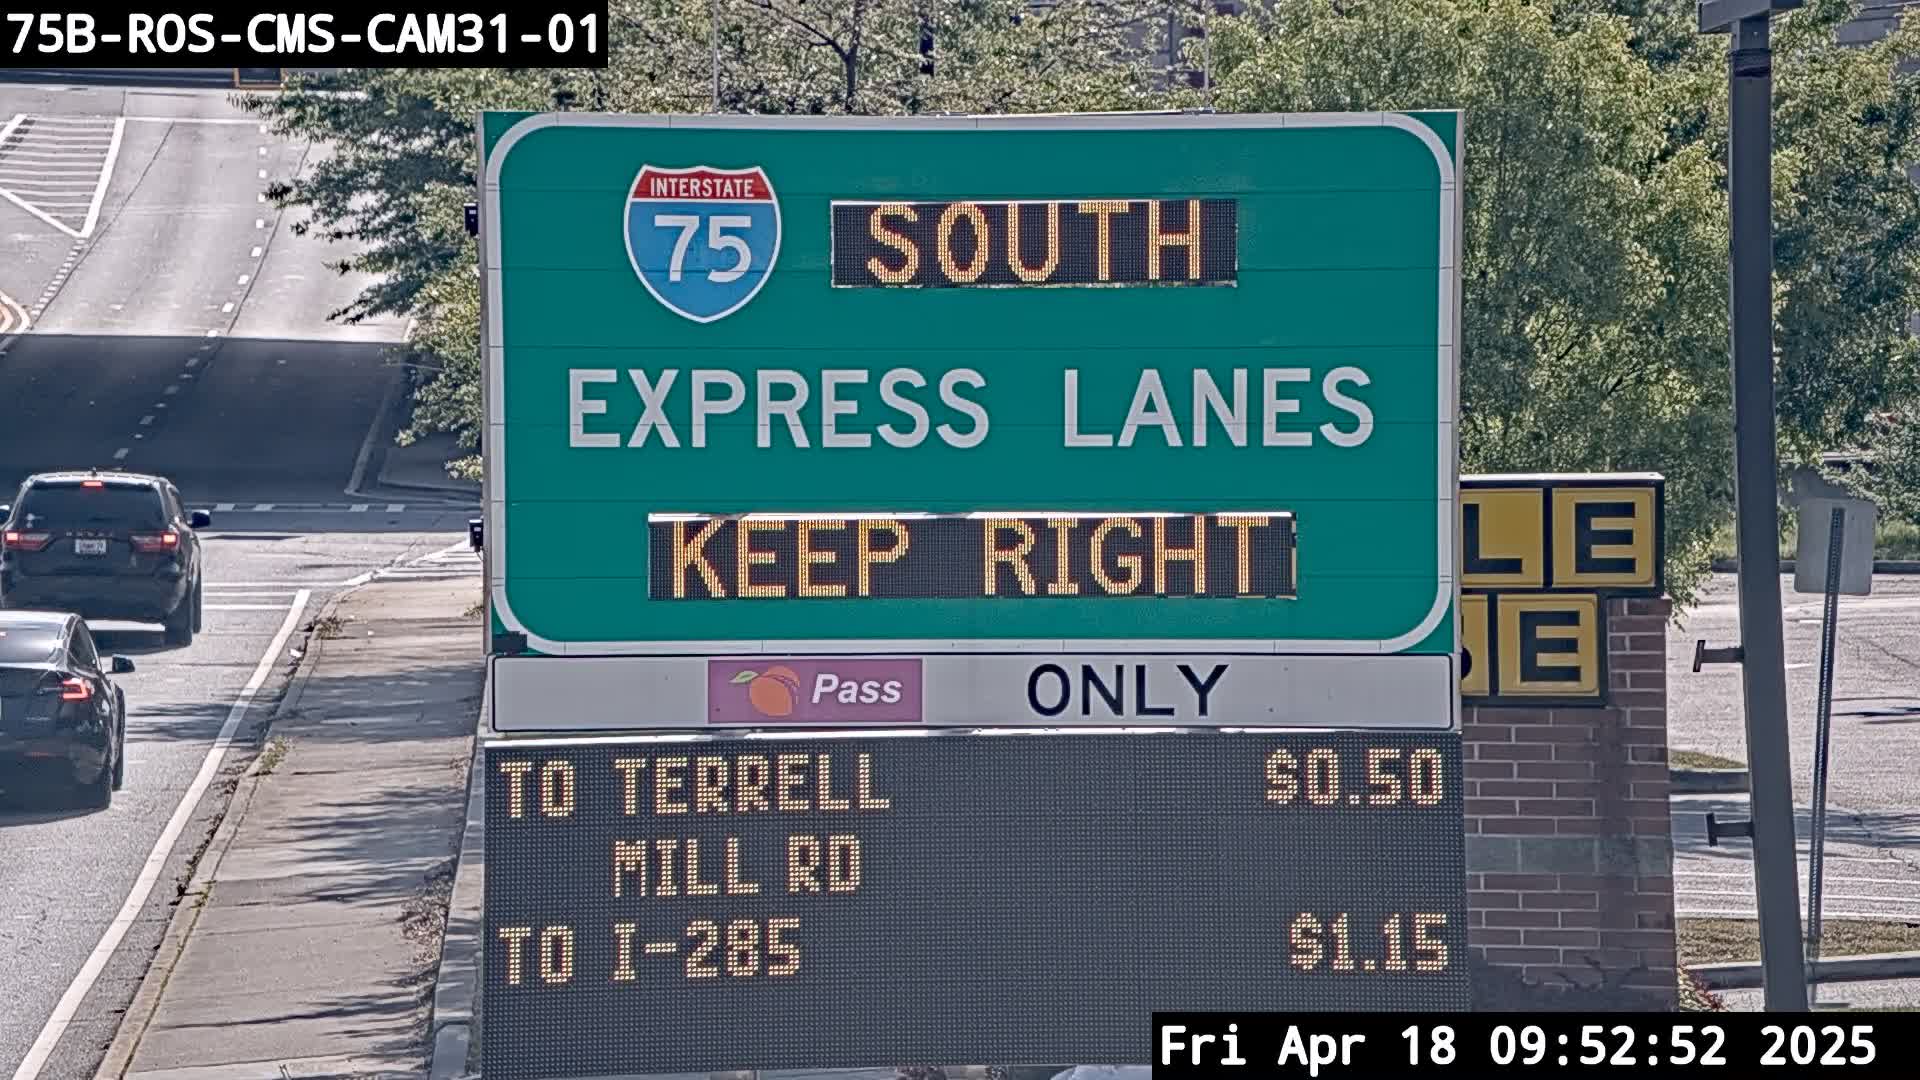 75B-ROS-CMS-CAM31-01
INTERSTATE
75
SOUTH
EXPRESS LANES
KEEP RIGHT
LE
E
Pass ONLY
TO TERRELL $0.50
MILL RD
TO I-285 $1.15
Fri Apr 18 09:52:52 2025